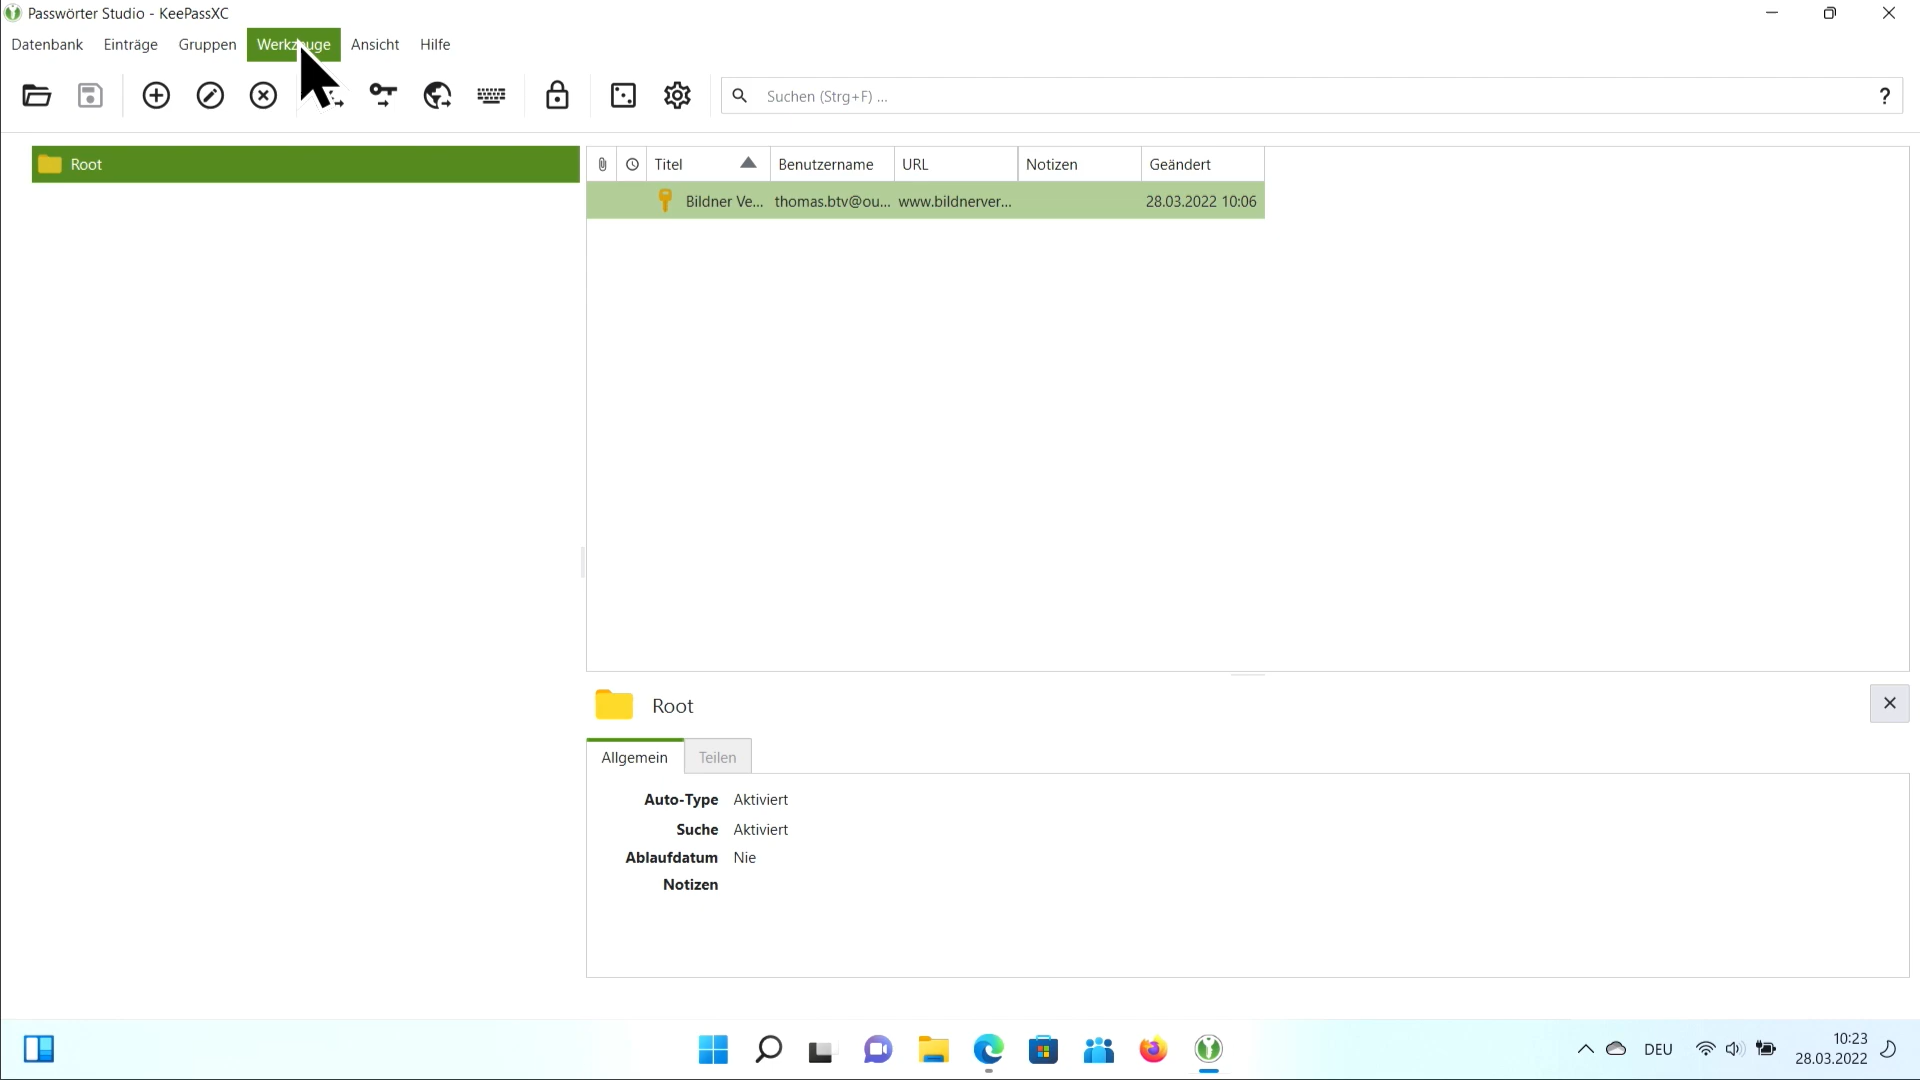 Passwörter Studio - KeePassXC
Datenbank Einträge Gruppen Werkzeuge Ansicht Hilfe
Suchen (Strg+F) ... ?
Root
Titel Benutzername URL Notizen Geändert
Bildner Ve... thomas.btv@ou... www.bildnerver... 28.03.2022 10:06
Root
Allgemein Teilen
Auto-Type Aktiviert
Suche Aktiviert
Ablaufdatum Nie
Notizen
DEU 10:23
28.03.2022